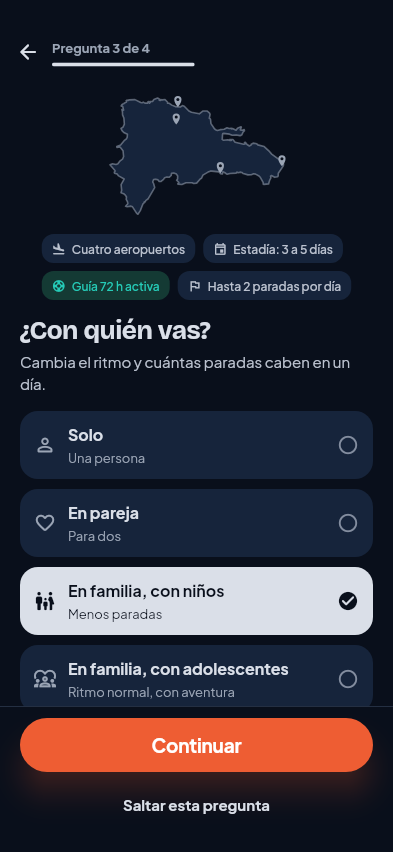 Pregunta 3 de 4
Cuatro aeropuertos
Estadía: 3 a 5 días
Guía 72 h activa
Hasta 2 paradas por día
¿Con quién vas?
Cambia el ritmo y cuántas paradas caben en un
día.
Solo
Una persona
En pareja
Para dos
En familia, con niños
Menos paradas
En familia, con adolescentes
Ritmo normal, con aventura
Continuar
Saltar esta pregunta